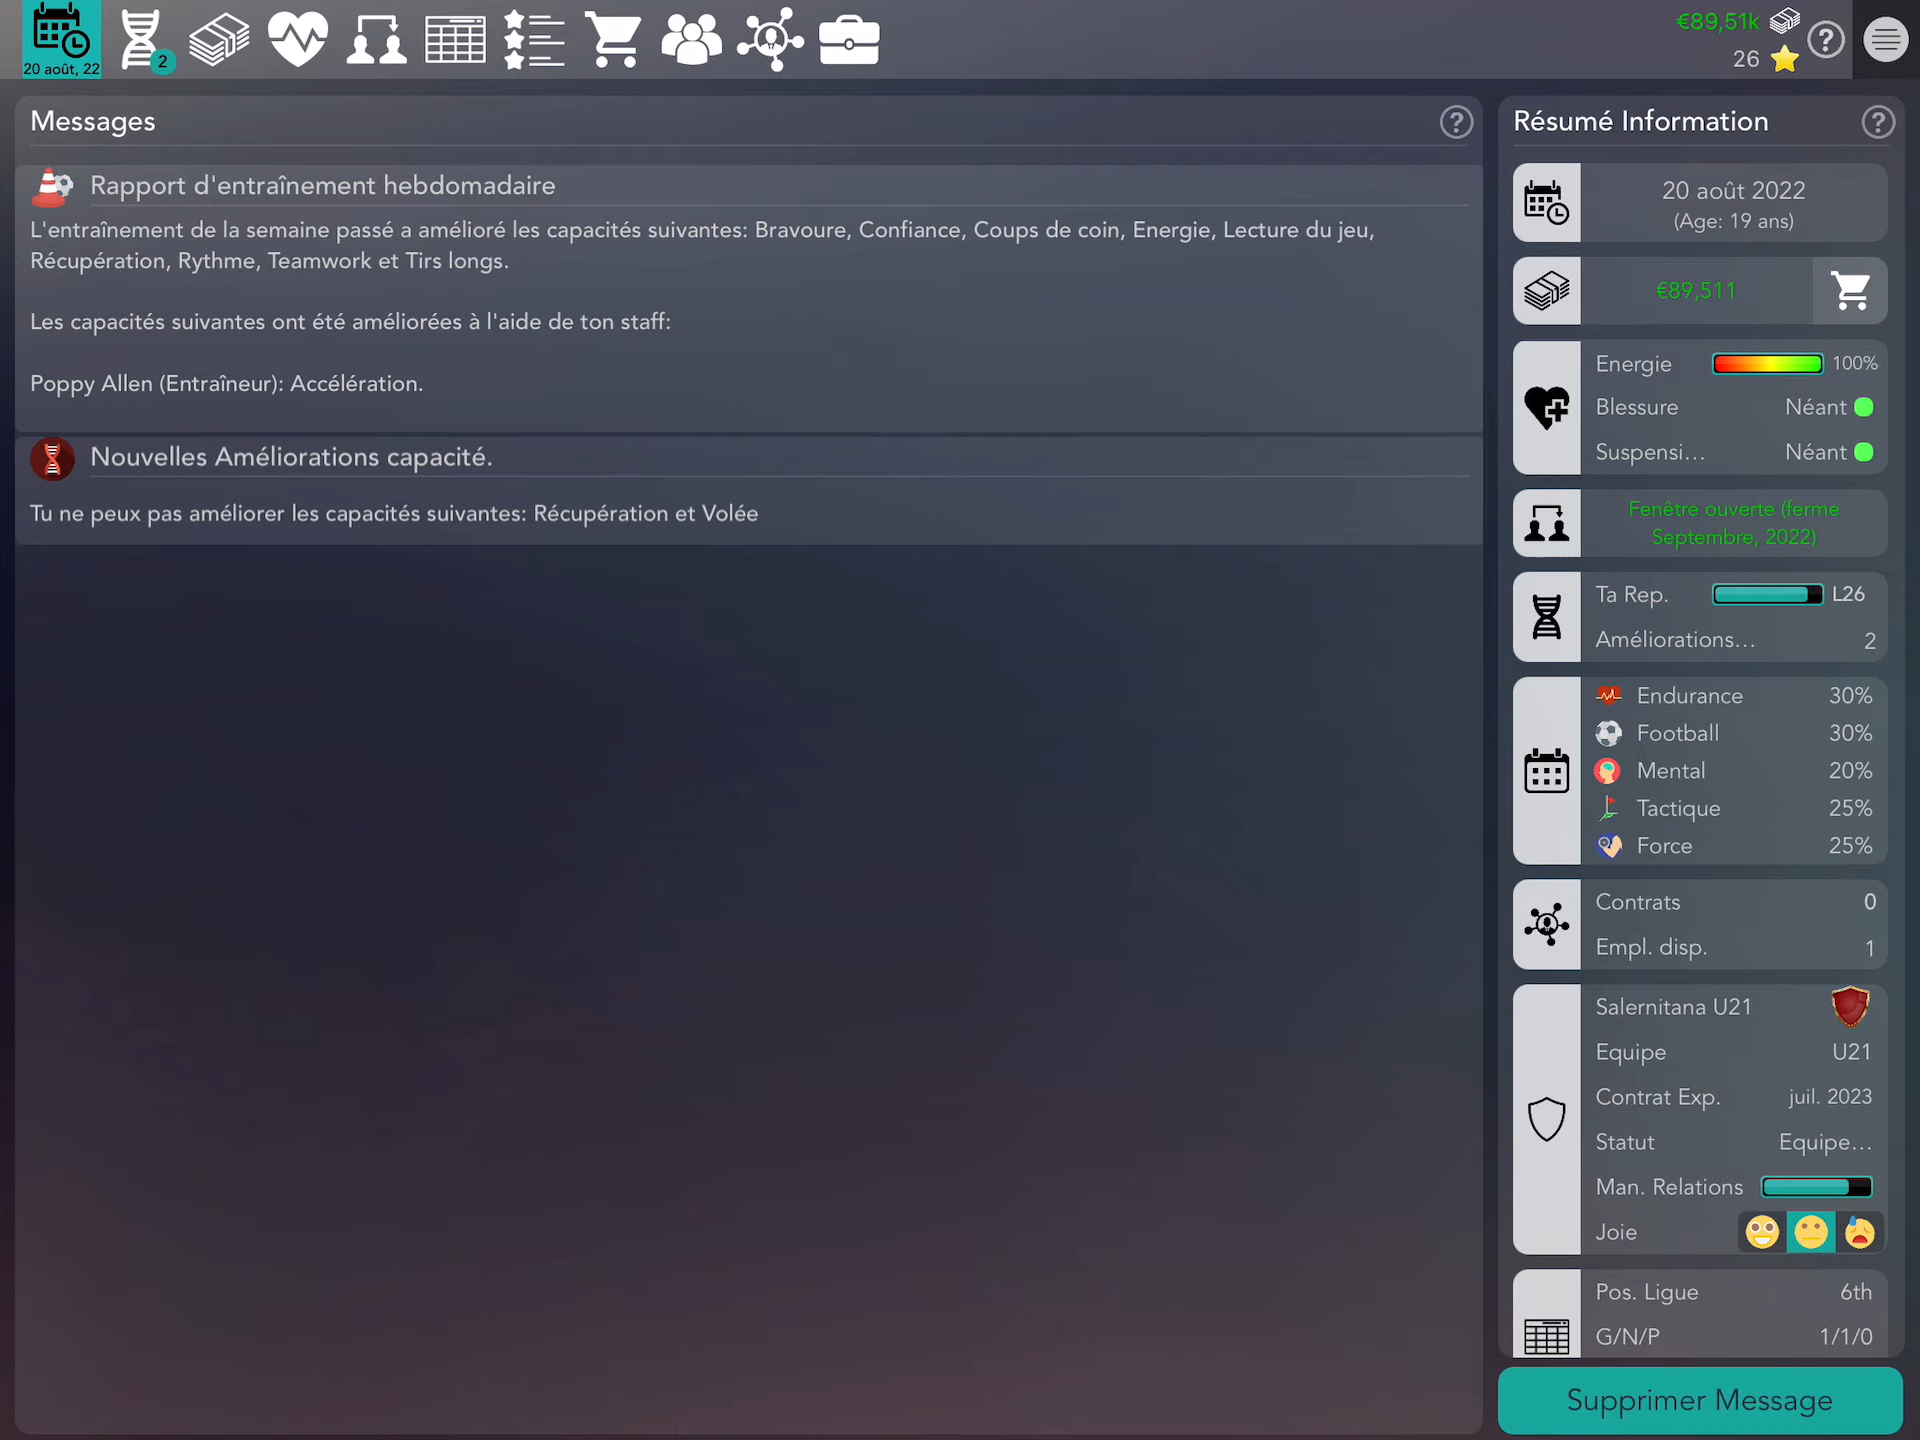 20 août, 22
2
€89,51k
26
?
Messages
?
Rapport d'entraînement hebdomadaire
L'entraînement de la semaine passé a amélioré les capacités suivantes: Bravoure, Confiance, Coups de coin, Energie, Lecture du jeu,
Récupération, Rythme, Teamwork et Tirs longs.
Les capacités suivantes ont été améliorées à l'aide de ton staff:
Poppy Allen (Entraîneur): Accélération.
Nouvelles Améliorations capacité.
Tu ne peux pas améliorer les capacités suivantes: Récupération et Volée
Résumé Information
?
20 août 2022
(Age: 19 ans)
€89,511
Energie 100%
Blessure Néant
Suspensi... Néant
Fenêtre ouverte (ferme
Septembre, 2022)
Ta Rep. L26
Améliorations... 2
Endurance 30%
Football 30%
Mental 20%
Tactique 25%
Force 25%
Contrats 0
Empl. disp. 1
Salernitana U21
Equipe U21
Contrat Exp. juil. 2023
Statut Equipe...
Man. Relations
Joie
Pos. Ligue 6th
G/N/P 1/1/0
Supprimer Message